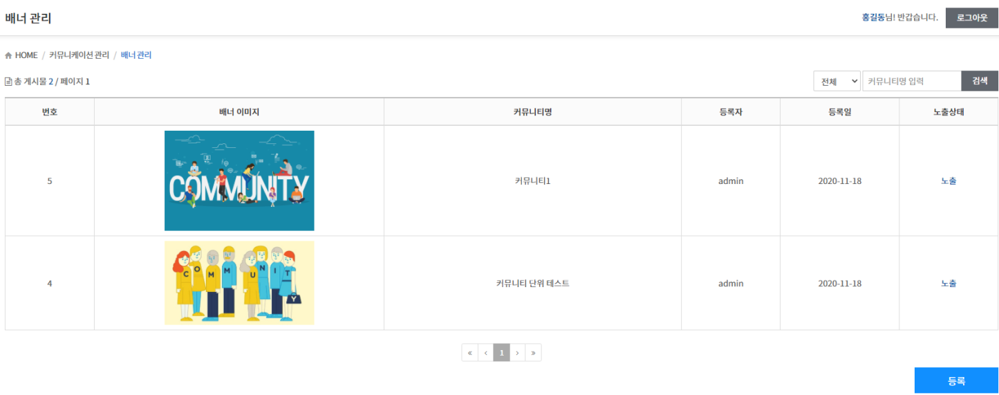 배너 관리
홍길동님! 반갑습니다. 로그아웃
HOME / 커뮤니케이션관리 / 배너관리
총 게시물 2 / 페이지 1
전체 커뮤니티명 입력 검색
번호 배너 이미지 커뮤니티명 등록자 등록일 노출상태
5 COMMUNITY 커뮤니티1 admin 2020-11-18 노출
4 COMMUNITY 커뮤니티 단위 테스트 admin 2020-11-18 노출
« ‹ 1 › »
등록